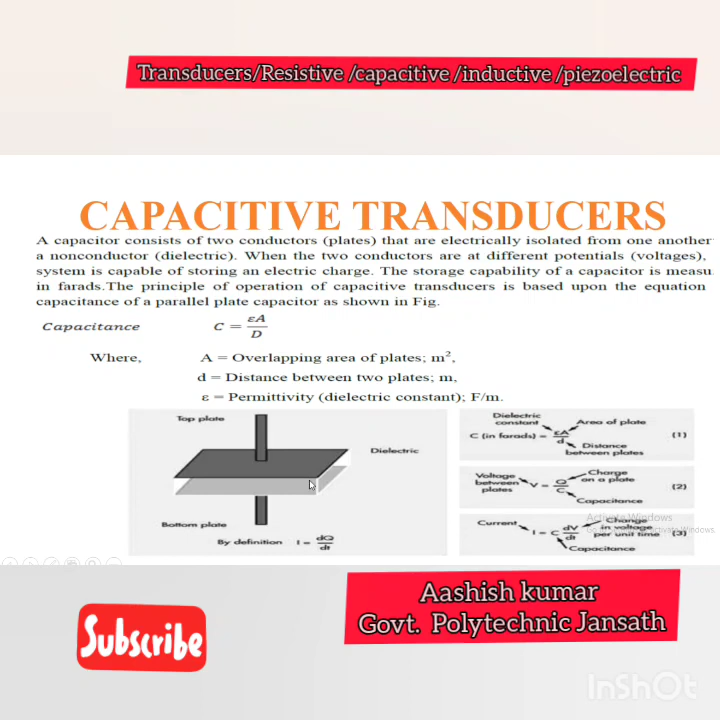 Transducers/Resistive /capacitive /inductive /piezoelectric
CAPACITIVE TRANSDUCERS
A capacitor consists of two conductors (plates) that are electrically isolated from one another
a nonconductor (dielectric). When the two conductors are at different potentials (voltages),
system is capable of storing an electric charge. The storage capability of a capacitor is measu
in farads.The principle of operation of capacitive transducers is based upon the equation
capacitance of a parallel plate capacitor as shown in Fig.
Capacitance C = εA/D
Where, A = Overlapping area of plates; m²,
d = Distance between two plates; m,
ε = Permittivity (dielectric constant); F/m.
Top plate
Dielectric
Bottom plate
By definition I = dQ/dt
Dielectric constant
Area of plate
C (in farads) = εA/d (1)
Distance between plates
Voltage between plates
Charge on a plate
V = Q/C (2)
Capacitance
Activate Windows
Current
Change in voltage per unit time
I = C dV/dt (3)
Capacitance
Subscribe
Aashish kumar
Govt. Polytechnic Jansath
InShOt